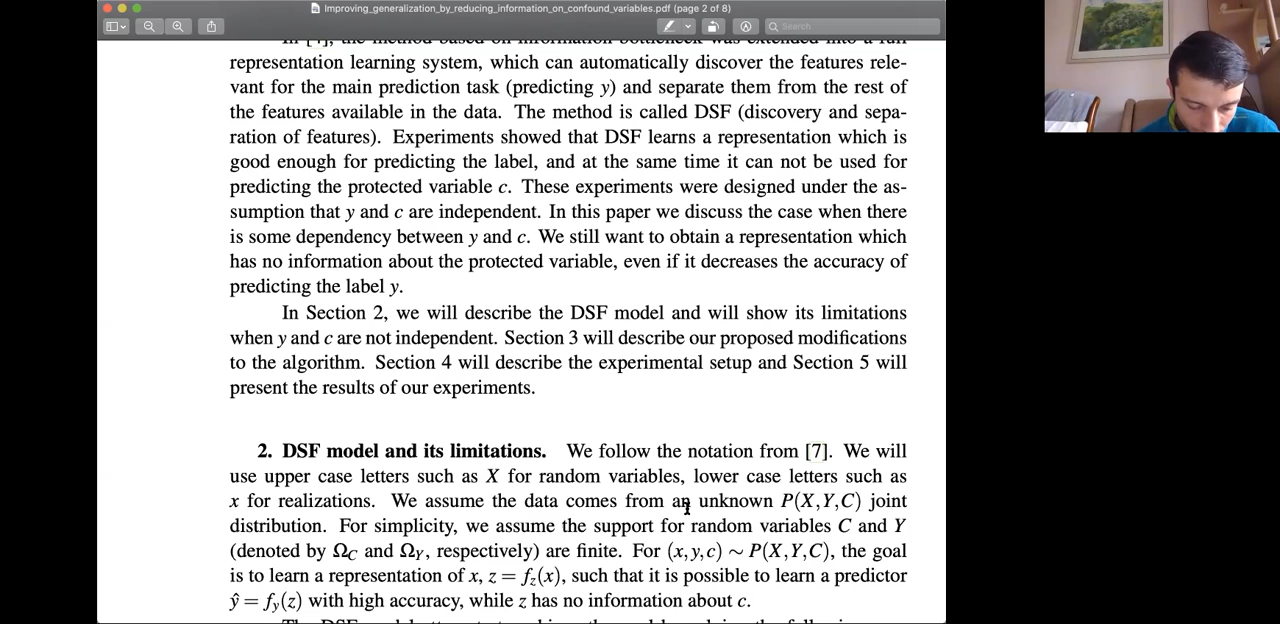 Improving_generalization_by_reducing_information_on_confound_variables.pdf (page 2 of 8)
Search
In [4], the method based on information bottleneck was extended into a full
representation learning system, which can automatically discover the features rele-
vant for the main prediction task (predicting y) and separate them from the rest of
the features available in the data. The method is called DSF (discovery and sepa-
ration of features). Experiments showed that DSF learns a representation which is
good enough for predicting the label, and at the same time it can not be used for
predicting the protected variable c. These experiments were designed under the as-
sumption that y and c are independent. In this paper we discuss the case when there
is some dependency between y and c. We still want to obtain a representation which
has no information about the protected variable, even if it decreases the accuracy of
predicting the label y.
In Section 2, we will describe the DSF model and will show its limitations
when y and c are not independent. Section 3 will describe our proposed modifications
to the algorithm. Section 4 will describe the experimental setup and Section 5 will
present the results of our experiments.
2. DSF model and its limitations. We follow the notation from [7]. We will
use upper case letters such as X for random variables, lower case letters such as
x for realizations. We assume the data comes from an unknown P(X,Y,C) joint
distribution. For simplicity, we assume the support for random variables C and Y
(denoted by Ω_C and Ω_Y, respectively) are finite. For (x,y,c) ∼ P(X,Y,C), the goal
is to learn a representation of x, z = f_z(x), such that it is possible to learn a predictor
ŷ = f_y(z) with high accuracy, while z has no information about c.